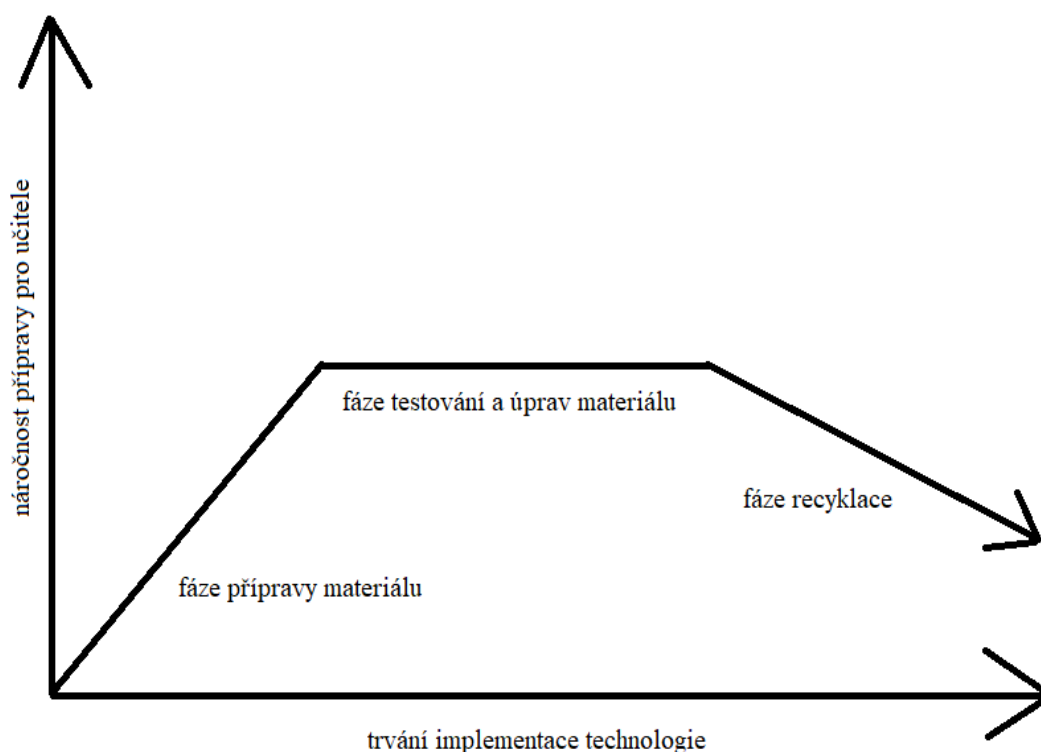 náročnost přípravy pro učitele
fáze testování a úprav materiálu
fáze recyklace
fáze přípravy materiálu
trvání implementace technologie